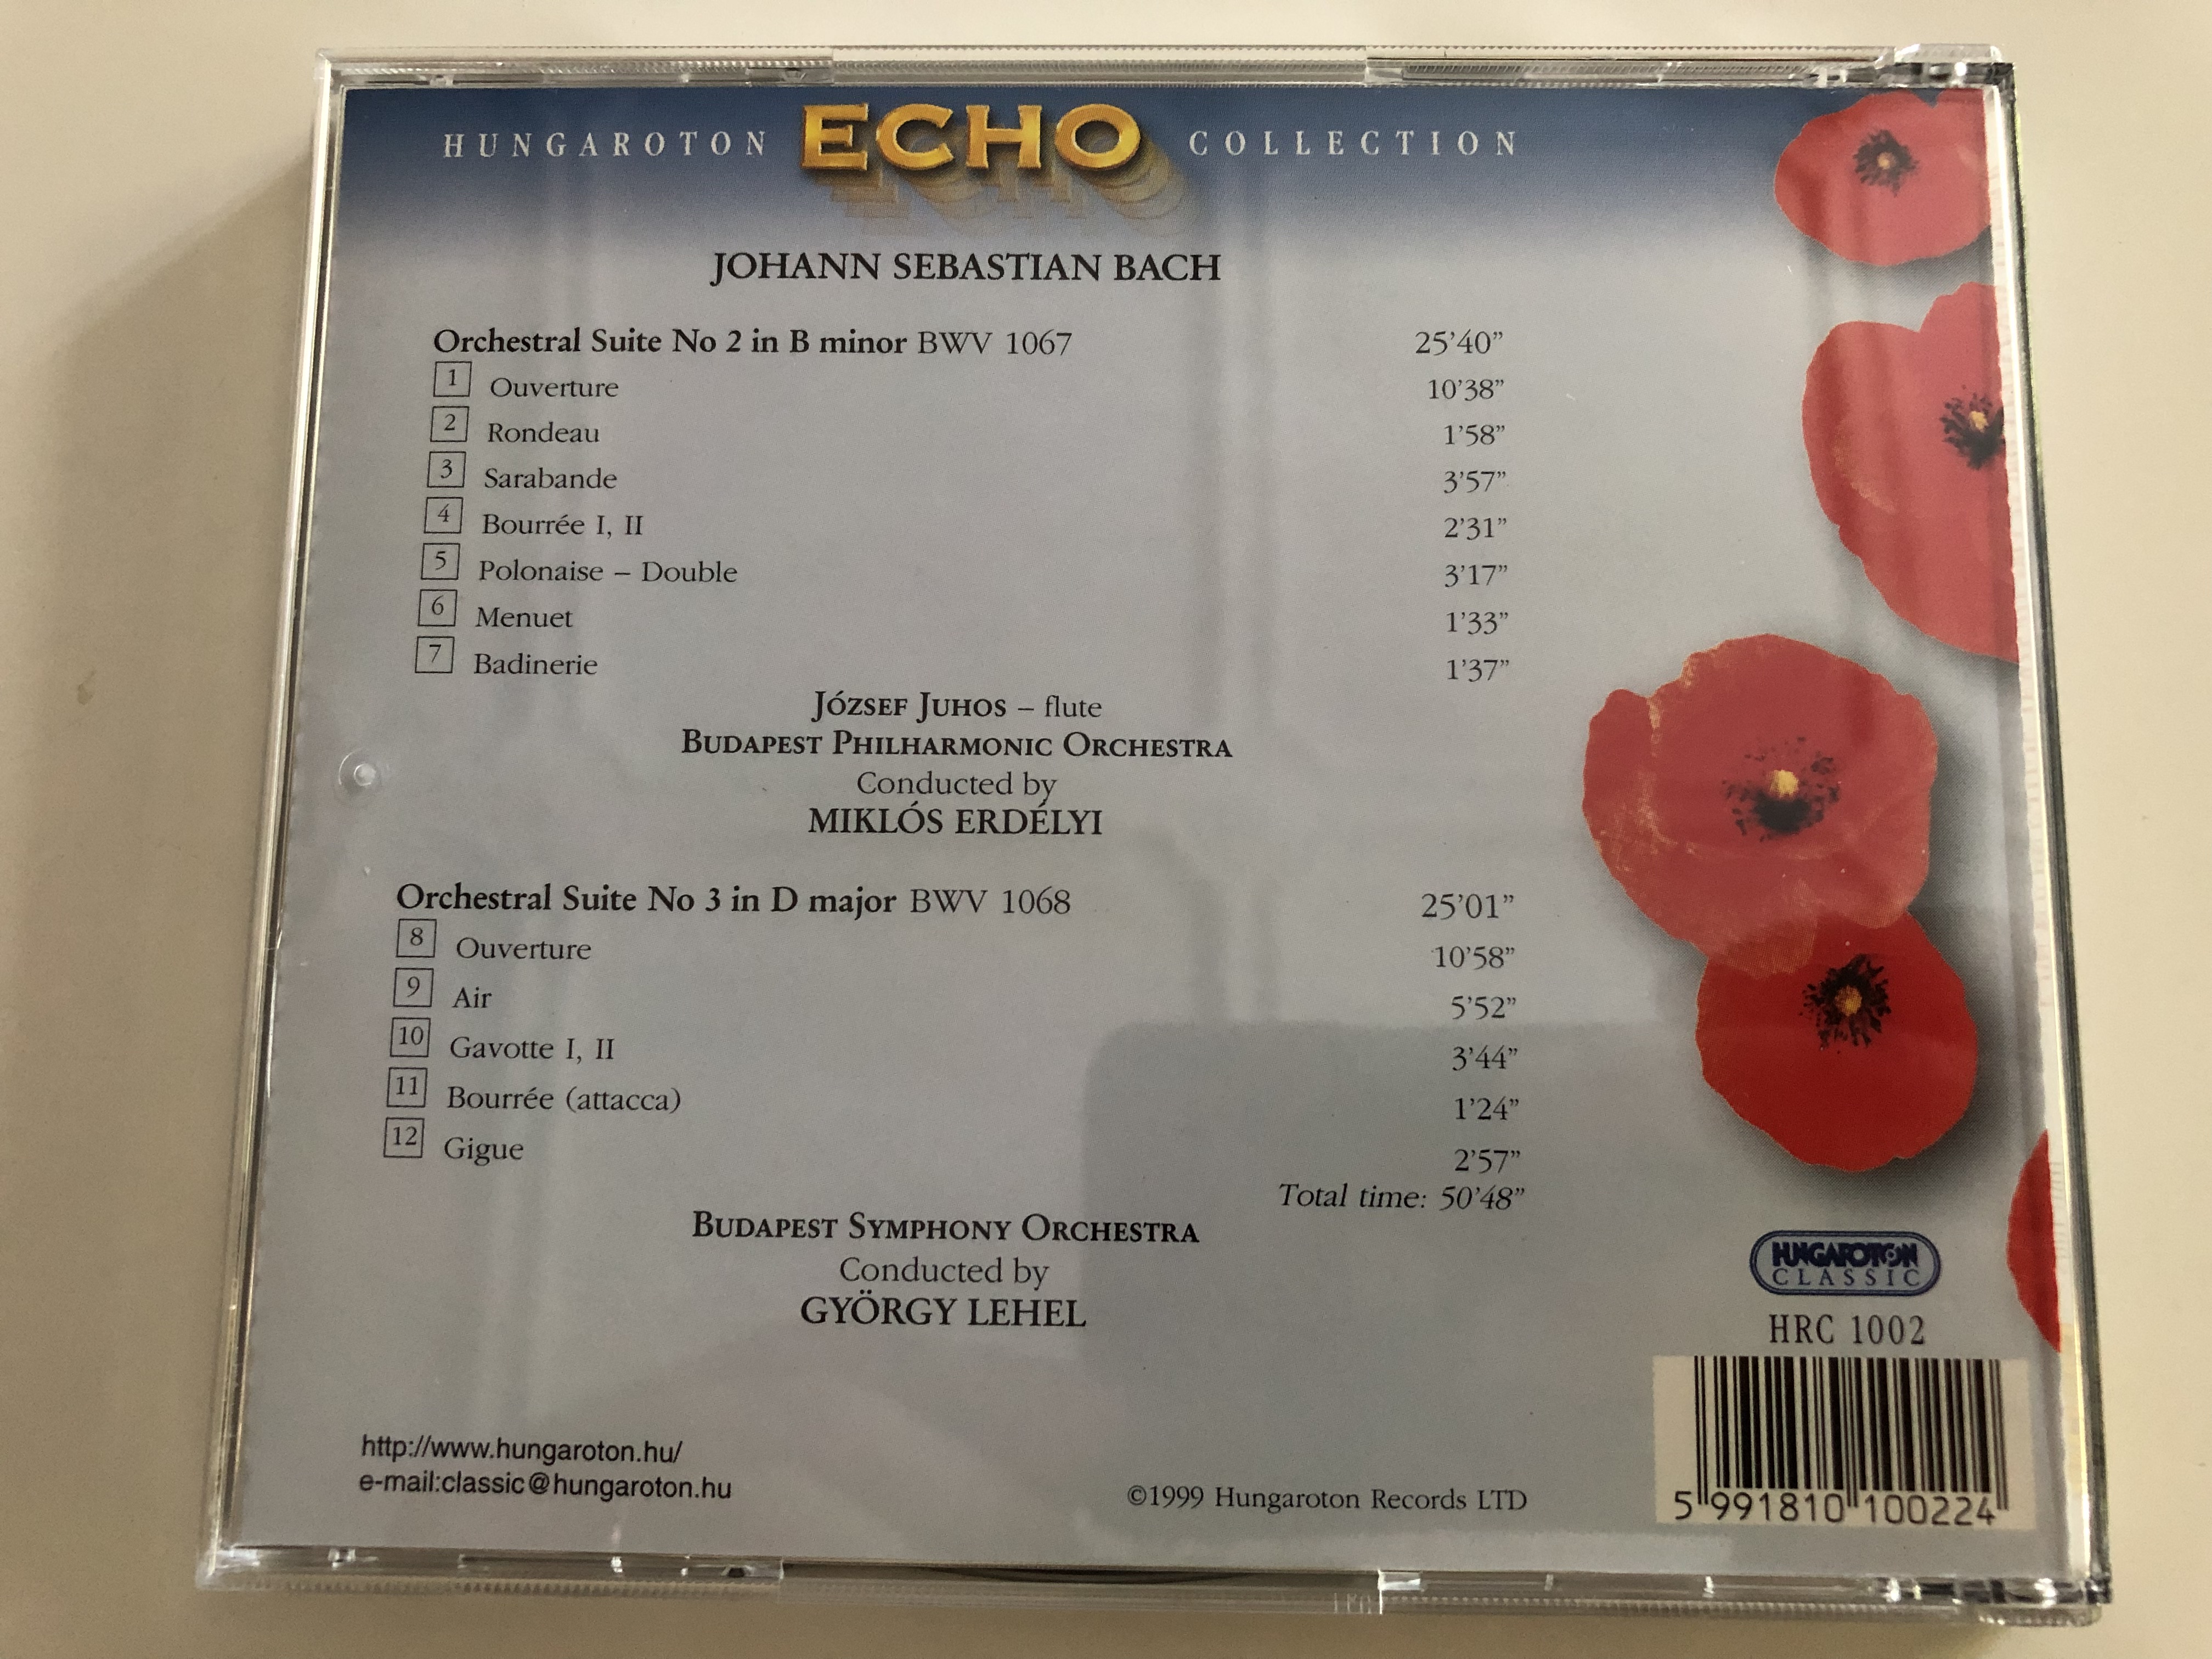 HUNGAROTON ECHO COLLECTION
JOHANN SEBASTIAN BACH
Orchestral Suite No 2 in B minor BWV 1067 25'40"
1 Ouverture 10'38"
2 Rondeau 1'58"
3 Sarabande 3'57"
4 Bourrée I, II 2'31"
5 Polonaise – Double 3'17"
6 Menuet 1'33"
7 Badinerie 1'37"
JÓZSEF JUHOS – flute
BUDAPEST PHILHARMONIC ORCHESTRA
Conducted by
MIKLÓS ERDÉLYI
Orchestral Suite No 3 in D major BWV 1068 25'01"
8 Ouverture 10'58"
9 Air 5'52"
10 Gavotte I, II 3'44"
11 Bourrée (attacca) 1'24"
12 Gigue 2'57"
Total time: 50'48"
BUDAPEST SYMPHONY ORCHESTRA
Conducted by
GYÖRGY LEHEL
HUNGAROTON
CLASSIC
HRC 1002
http://www.hungaroton.hu/
e-mail:classic@hungaroton.hu
©1999 Hungaroton Records LTD
5 991810 100224